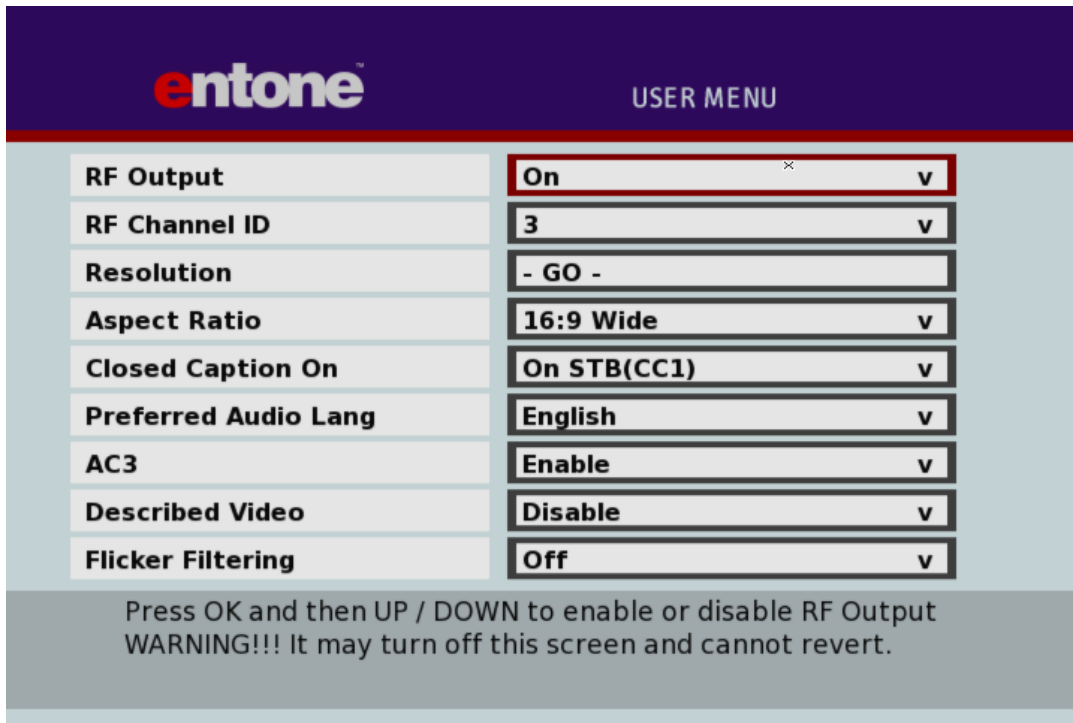 entone™
USER MENU
RF Output
On v
RF Channel ID
3 v
Resolution
- GO -
Aspect Ratio
16:9 Wide v
Closed Caption On
On STB(CC1) v
Preferred Audio Lang
English v
AC3
Enable v
Described Video
Disable v
Flicker Filtering
Off v
Press OK and then UP / DOWN to enable or disable RF Output
WARNING!!! It may turn off this screen and cannot revert.